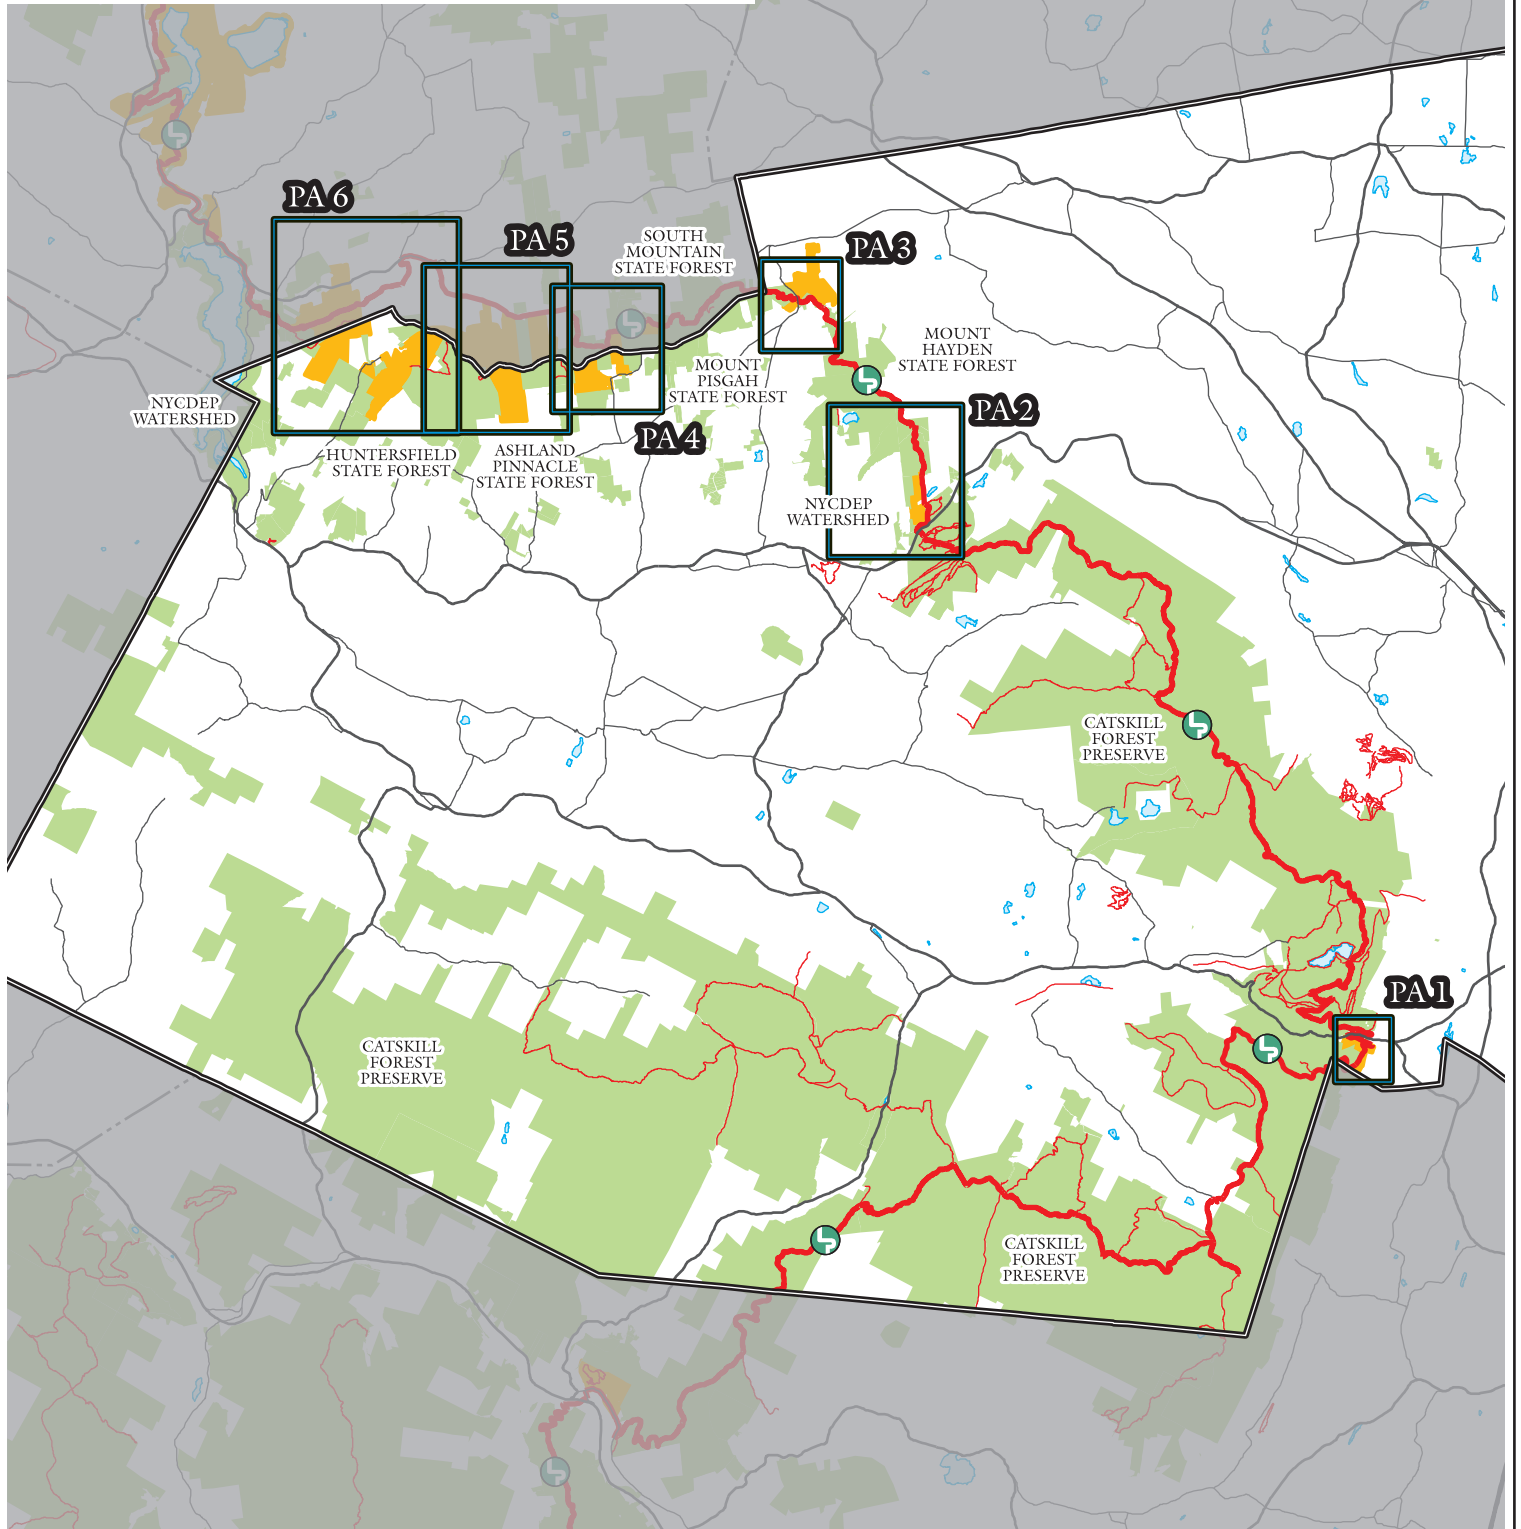 PA 6
PA 5
SOUTH
MOUNTAIN
STATE FOREST
PA 3
MOUNT
HAYDEN
STATE FOREST
MOUNT
PISGAH
STATE FOREST
NYCDEP
WATERSHED
PA 2
PA 4
HUNTERSFIELD
STATE FOREST
ASHLAND
PINNACLE
STATE FOREST
NYCDEP
WATERSHED
CATSKILL
FOREST
PRESERVE
PA 1
CATSKILL
FOREST
PRESERVE
CATSKILL
FOREST
PRESERVE